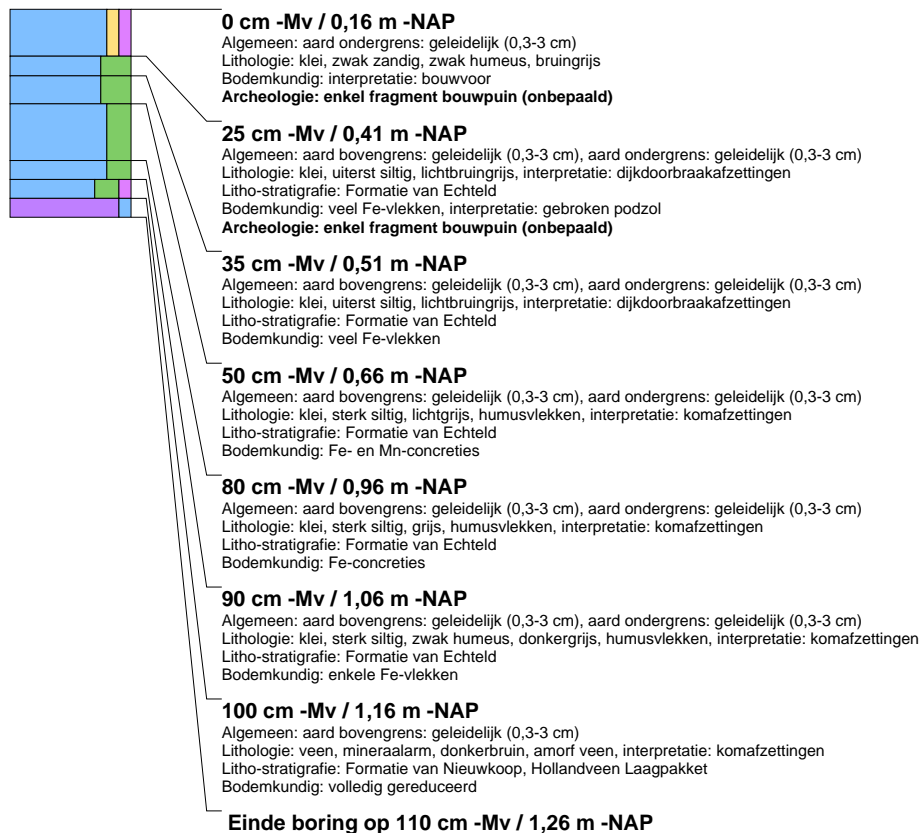 0 cm -Mv / 0,16 m -NAP
Algemeen: aard ondergrens: geleidelijk (0,3-3 cm)
Lithologie: klei, zwak zandig, zwak humeus, bruingrijs
Bodemkundig: interpretatie: bouwvoor
Archeologie: enkel fragment bouwpuin (onbepaald)
25 cm -Mv / 0,41 m -NAP
Algemeen: aard bovengrens: geleidelijk (0,3-3 cm), aard ondergrens: geleidelijk (0,3-3 cm)
Lithologie: klei, uiterst siltig, lichtbruingrijs, interpretatie: dijkdoorbraakafzettingen
Litho-stratigrafie: Formatie van Echteld
Bodemkundig: veel Fe-vlekken, interpretatie: gebroken podzol
Archeologie: enkel fragment bouwpuin (onbepaald)
35 cm -Mv / 0,51 m -NAP
Algemeen: aard bovengrens: geleidelijk (0,3-3 cm), aard ondergrens: geleidelijk (0,3-3 cm)
Lithologie: klei, uiterst siltig, lichtbruingrijs, interpretatie: dijkdoorbraakafzettingen
Litho-stratigrafie: Formatie van Echteld
Bodemkundig: veel Fe-vlekken
50 cm -Mv / 0,66 m -NAP
Algemeen: aard bovengrens: geleidelijk (0,3-3 cm), aard ondergrens: geleidelijk (0,3-3 cm)
Lithologie: klei, sterk siltig, lichtgrijs, humusvlekken, interpretatie: komafzettingen
Litho-stratigrafie: Formatie van Echteld
Bodemkundig: Fe- en Mn-concreties
80 cm -Mv / 0,96 m -NAP
Algemeen: aard bovengrens: geleidelijk (0,3-3 cm), aard ondergrens: geleidelijk (0,3-3 cm)
Lithologie: klei, sterk siltig, grijs, humusvlekken, interpretatie: komafzettingen
Litho-stratigrafie: Formatie van Echteld
Bodemkundig: Fe-concreties
90 cm -Mv / 1,06 m -NAP
Algemeen: aard bovengrens: geleidelijk (0,3-3 cm), aard ondergrens: geleidelijk (0,3-3 cm)
Lithologie: klei, sterk siltig, zwak humeus, donkergrijs, humusvlekken, interpretatie: komafzettingen
Litho-stratigrafie: Formatie van Echteld
Bodemkundig: enkele Fe-vlekken
100 cm -Mv / 1,16 m -NAP
Algemeen: aard bovengrens: geleidelijk (0,3-3 cm)
Lithologie: veen, mineraalarm, donkerbruin, amorf veen, interpretatie: komafzettingen
Litho-stratigrafie: Formatie van Nieuwkoop, Hollandveen Laagpakket
Bodemkundig: volledig gereduceerd
Einde boring op 110 cm -Mv / 1,26 m -NAP